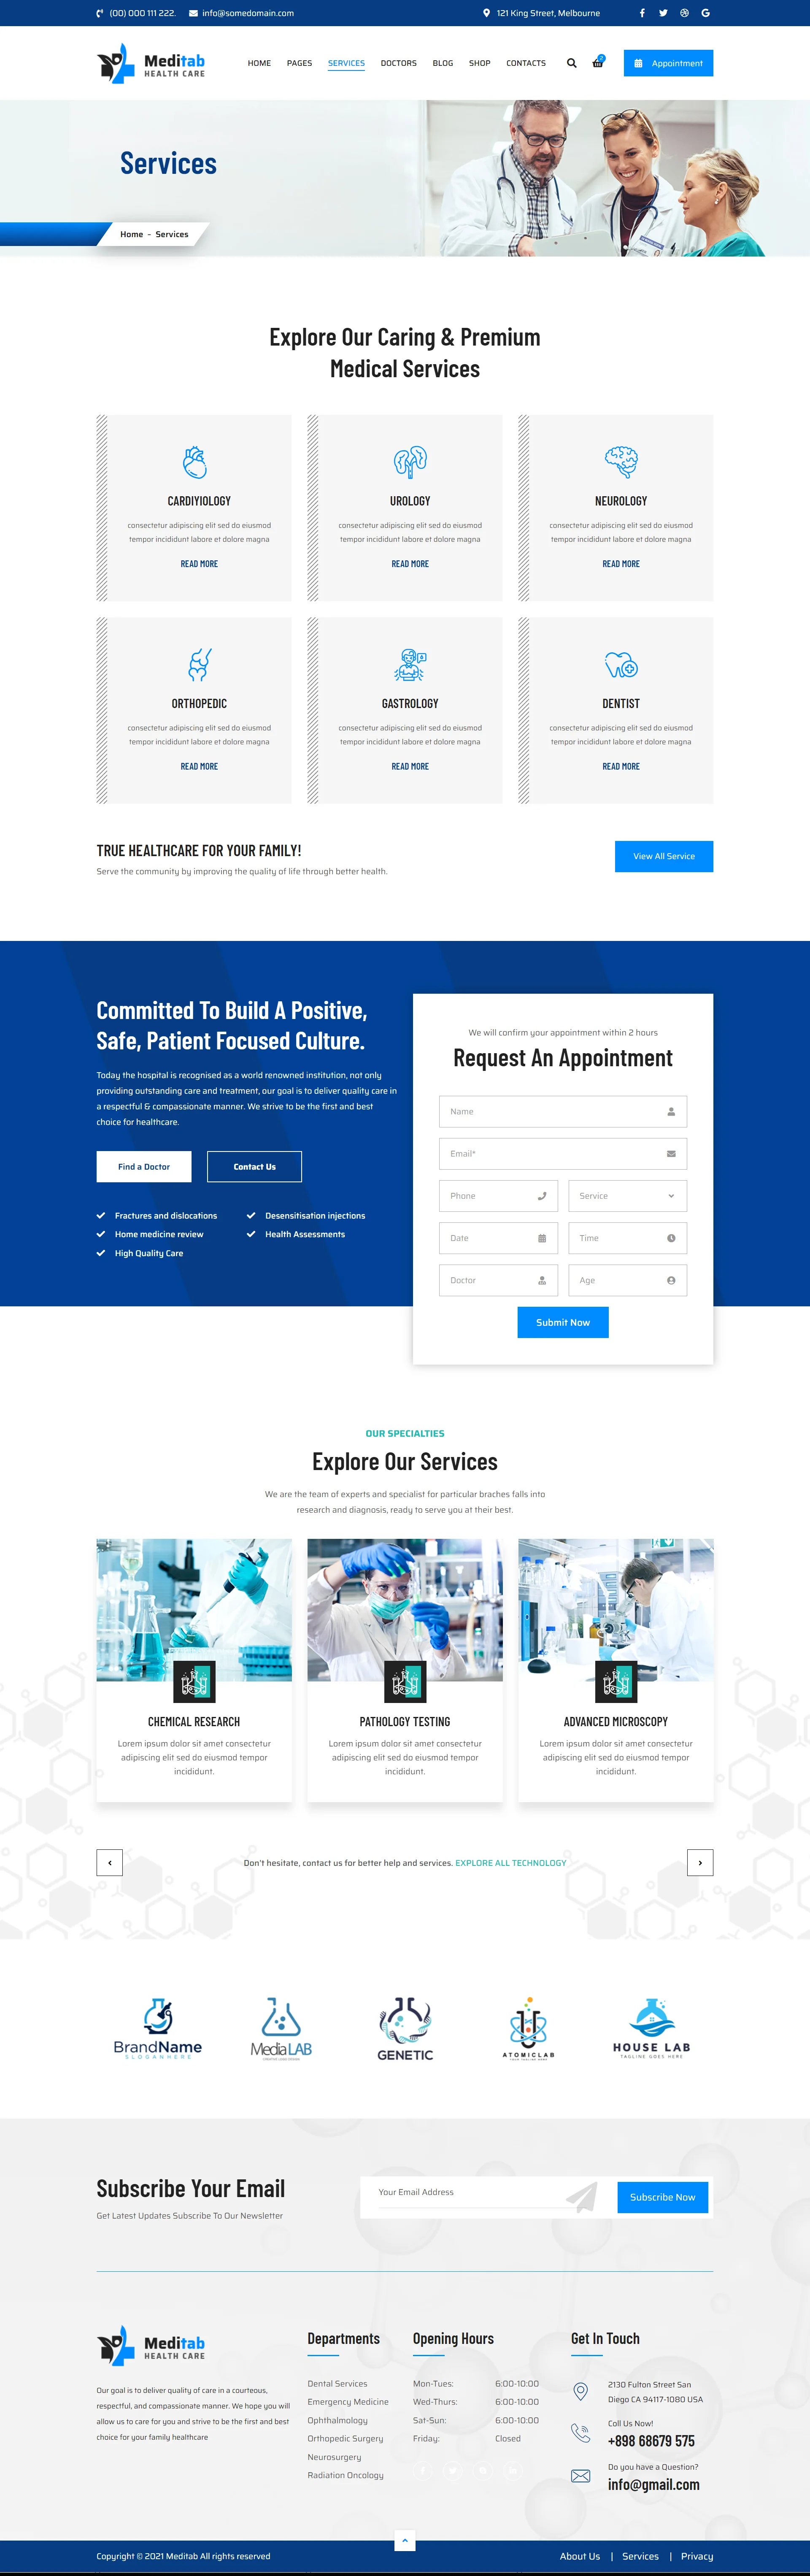 (00) 000 111 222.
info@somedomain.com
121 King Street, Melbourne
Meditab
HEALTH CARE
HOME
PAGES
SERVICES
DOCTORS
BLOG
SHOP
CONTACTS
Appointment
Services
Home - Services
Explore Our Caring & Premium
Medical Services
CARDIYIOLOGY
consectetur adipiscing elit sed do eiusmod
tempor incididunt labore et dolore magna
READ MORE
UROLOGY
consectetur adipiscing elit sed do eiusmod
tempor incididunt labore et dolore magna
READ MORE
NEUROLOGY
consectetur adipiscing elit sed do eiusmod
tempor incididunt labore et dolore magna
READ MORE
ORTHOPEDIC
consectetur adipiscing elit sed do eiusmod
tempor incididunt labore et dolore magna
READ MORE
GASTROLOGY
consectetur adipiscing elit sed do eiusmod
tempor incididunt labore et dolore magna
READ MORE
DENTIST
consectetur adipiscing elit sed do eiusmod
tempor incididunt labore et dolore magna
READ MORE
TRUE HEALTHCARE FOR YOUR FAMILY!
Serve the community by improving the quality of life through better health.
View All Service
Committed To Build A Positive,
Safe, Patient Focused Culture.
Today the hospital is recognised as a world renowned institution, not only
providing outstanding care and treatment, our goal is to deliver quality care in
a respectful & compassionate manner. We strive to be the first and best
choice for healthcare.
Find a Doctor
Contact Us
Fractures and dislocations
Desensitisation injections
Home medicine review
Health Assessments
High Quality Care
We will confirm your appointment within 2 hours
Request An Appointment
Name
Email*
Phone
Service
Date
Time
Doctor
Age
Submit Now
OUR SPECIALTIES
Explore Our Services
We are the team of experts and specialist for particular braches falls into
research and diagnosis, ready to serve you at their best.
CHEMICAL RESEARCH
Lorem ipsum dolor sit amet consectetur
adipiscing elit sed do eiusmod tempor
incididunt.
PATHOLOGY TESTING
Lorem ipsum dolor sit amet consectetur
adipiscing elit sed do eiusmod tempor
incididunt.
ADVANCED MICROSCOPY
Lorem ipsum dolor sit amet consectetur
adipiscing elit sed do eiusmod tempor
incididunt.
Don't hesitate, contact us for better help and services. EXPLORE ALL TECHNOLOGY
BrandName
SLOGANHERE
MediaLAB
GENETIC
ATOMICLAB
HOUSE LAB
TAGLINE GOES HERE
Subscribe Your Email
Get Latest Updates Subscribe To Our Newsletter
Your Email Address
Subscribe Now
Meditab
HEALTH CARE
Our goal is to deliver quality of care in a courteous,
respectful, and compassionate manner. We hope you will
allow us to care for you and strive to be the first and best
choice for your family healthcare
Departments
Dental Services
Emergency Medicine
Ophthalmology
Orthopedic Surgery
Neurosurgery
Radiation Oncology
Opening Hours
Mon-Tues: 6:00-10:00
Wed-Thurs: 6:00-10:00
Sat-Sun: 6:00-10:00
Friday: Closed
Get In Touch
2130 Fulton Street San
Diego CA 94117-1080 USA
Call Us Now!
+898 68679 575
Do you have a Question?
info@gmail.com
Copyright © 2021 Meditab All rights reserved
About Us | Services | Privacy